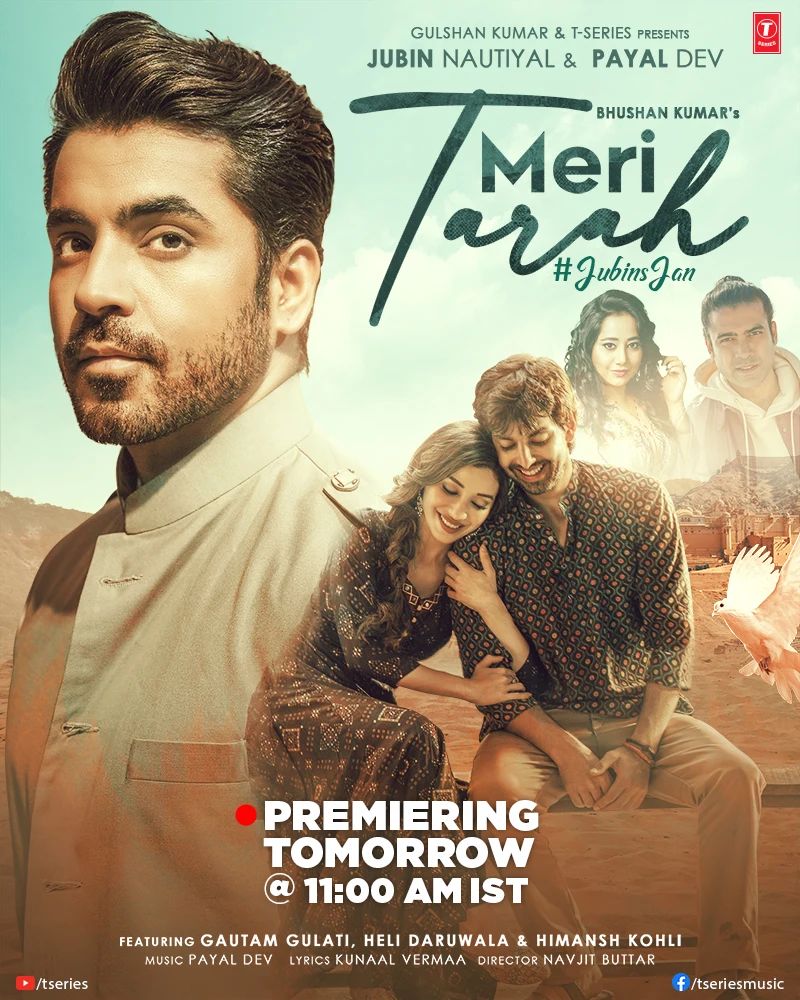 GULSHAN KUMAR & T-SERIES PRESENTS
T
SERIES
JUBIN NAUTIYAL & PAYAL DEV
BHUSHAN KUMAR's
Meri
Tarah
#JubinsJan
PREMIERING
TOMORROW
@ 11:00 AM IST
FEATURING GAUTAM GULATI, HELI DARUWALA & HIMANSH KOHLI
MUSIC PAYAL DEV LYRICS KUNAAL VERMAA DIRECTOR NAVJIT BUTTAR
/tseries
/tseriesmusic